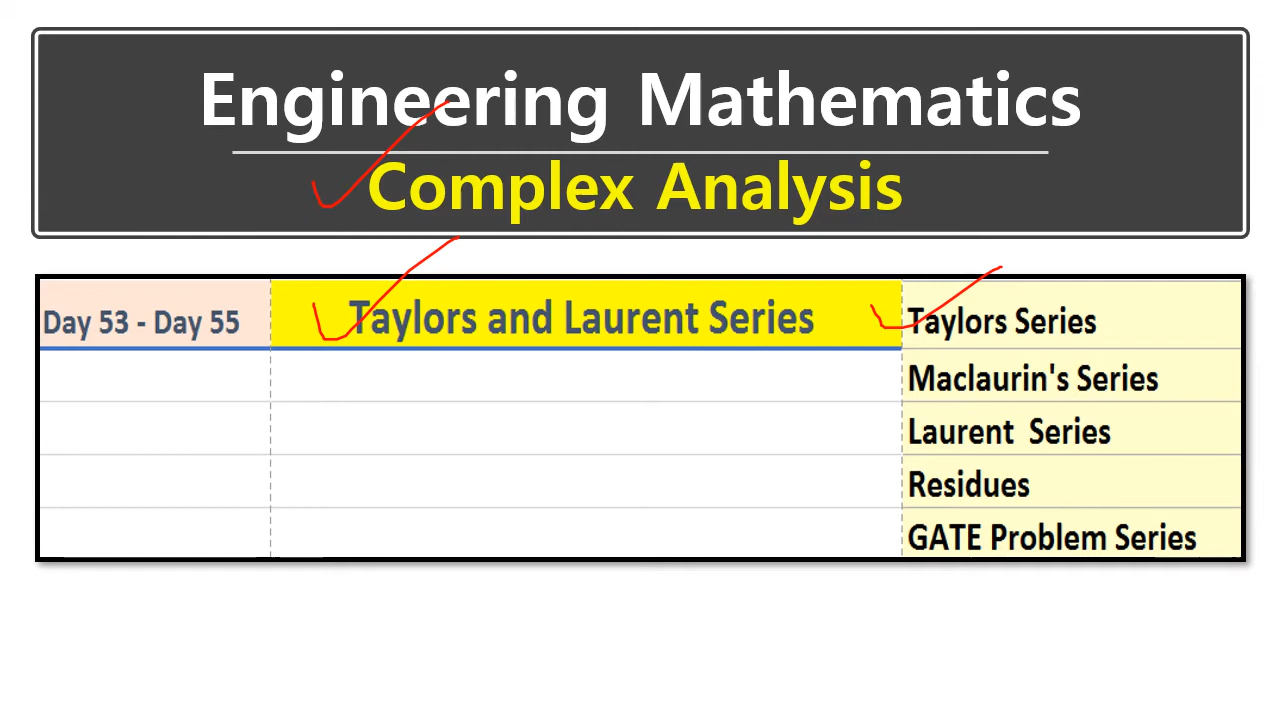 Engineering Mathematics
Complex Analysis
Day 53 - Day 55 Taylors and Laurent Series Taylors Series
Maclaurin's Series
Laurent Series
Residues
GATE Problem Series